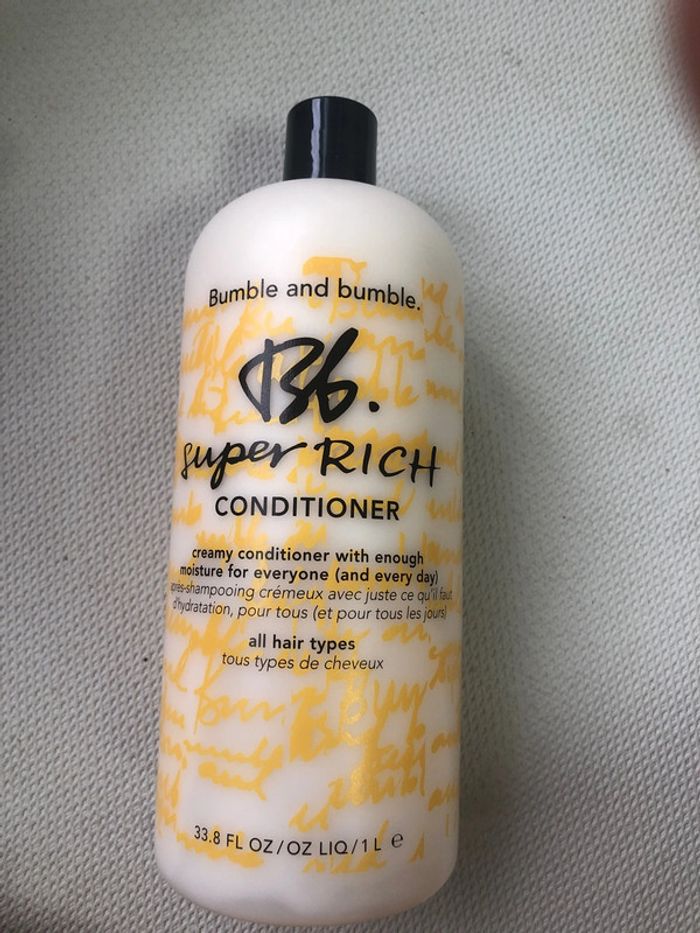 Bumble and bumble.
Bb.
super RICH
CONDITIONER
creamy conditioner with enough
moisture for everyone (and every day)
après-shampooing crémeux avec juste ce qu'il faut
d'hydratation, pour tous (et pour tous les jours)
all hair types
tous types de cheveux
33.8 FL OZ/OZ LIQ/1 L e